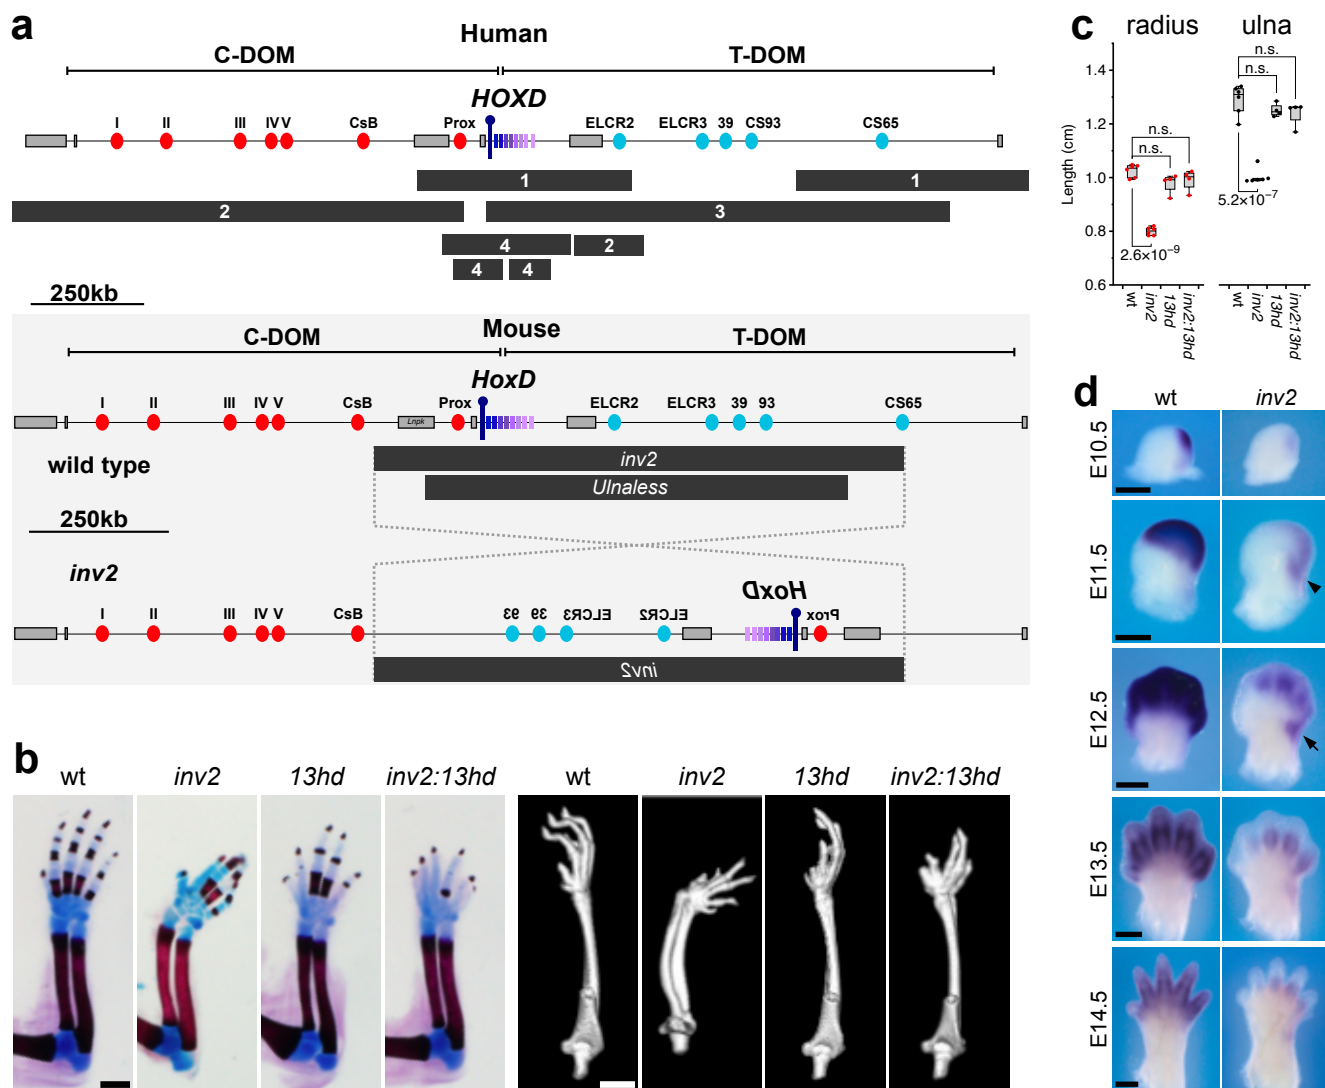 a
Human
C-DOM T-DOM
HOXD
I II III IV V CsB Prox ELCR2 ELCR3 39 CS93 CS65
1 1
2 3
4 2
4 4
250kb
Mouse
C-DOM T-DOM
HoxD
I II III IV V CsB Prox ELCR2 ELCR3 39 93 CS65
Lnpk
wild type
inv2
Ulnaless
250kb
inv2
HoxD
I II III IV V CsB 93 39 ELCR3 ELCR2 Prox
inv2
b
wt inv2 13hd inv2:13hd wt inv2 13hd inv2:13hd
c
radius ulna
Length (cm)
1.4
1.2
1.0
0.8
0.6
n.s.
n.s.
2.6×10⁻⁹
n.s.
n.s.
5.2×10⁻⁷
wt inv2 13hd inv2:13hd wt inv2 13hd inv2:13hd
d
wt inv2
E10.5
E11.5
E12.5
E13.5
E14.5